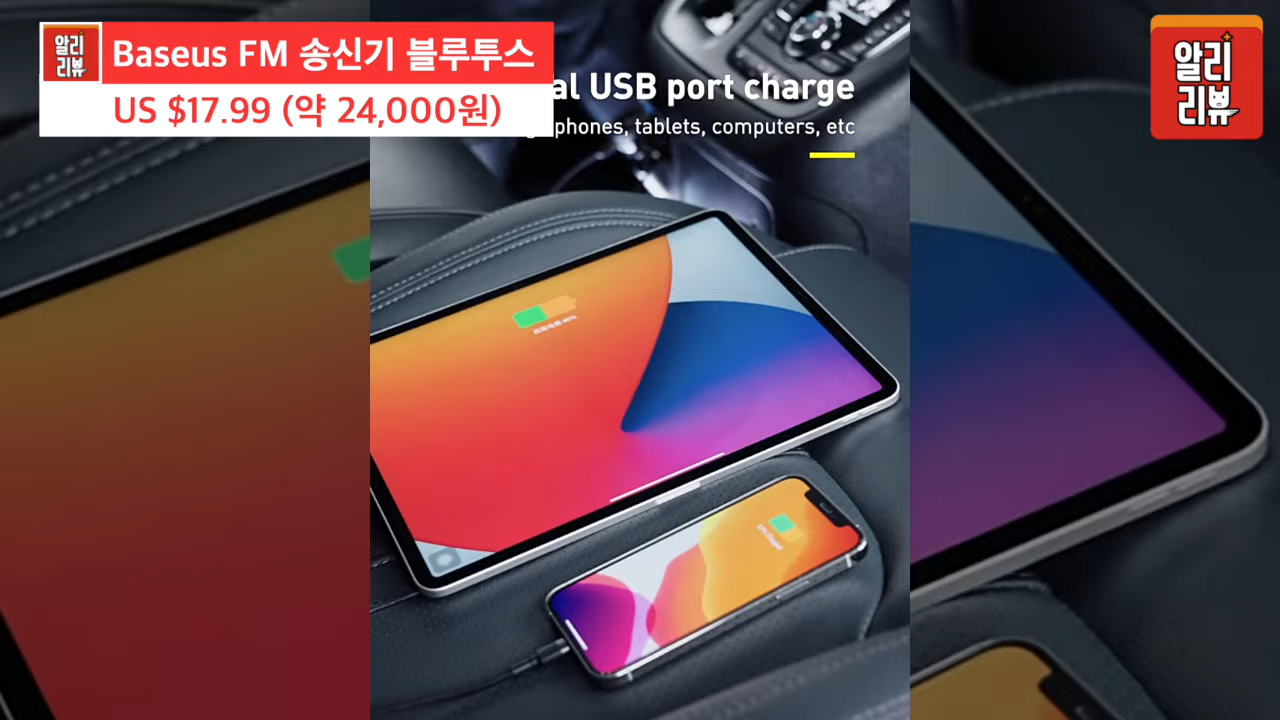 알리
리뷰
Baseus FM 송신기 블루투스
US $17.99 (약 24,000원)
al USB port charge
phones, tablets, computers, etc
알리
리뷰